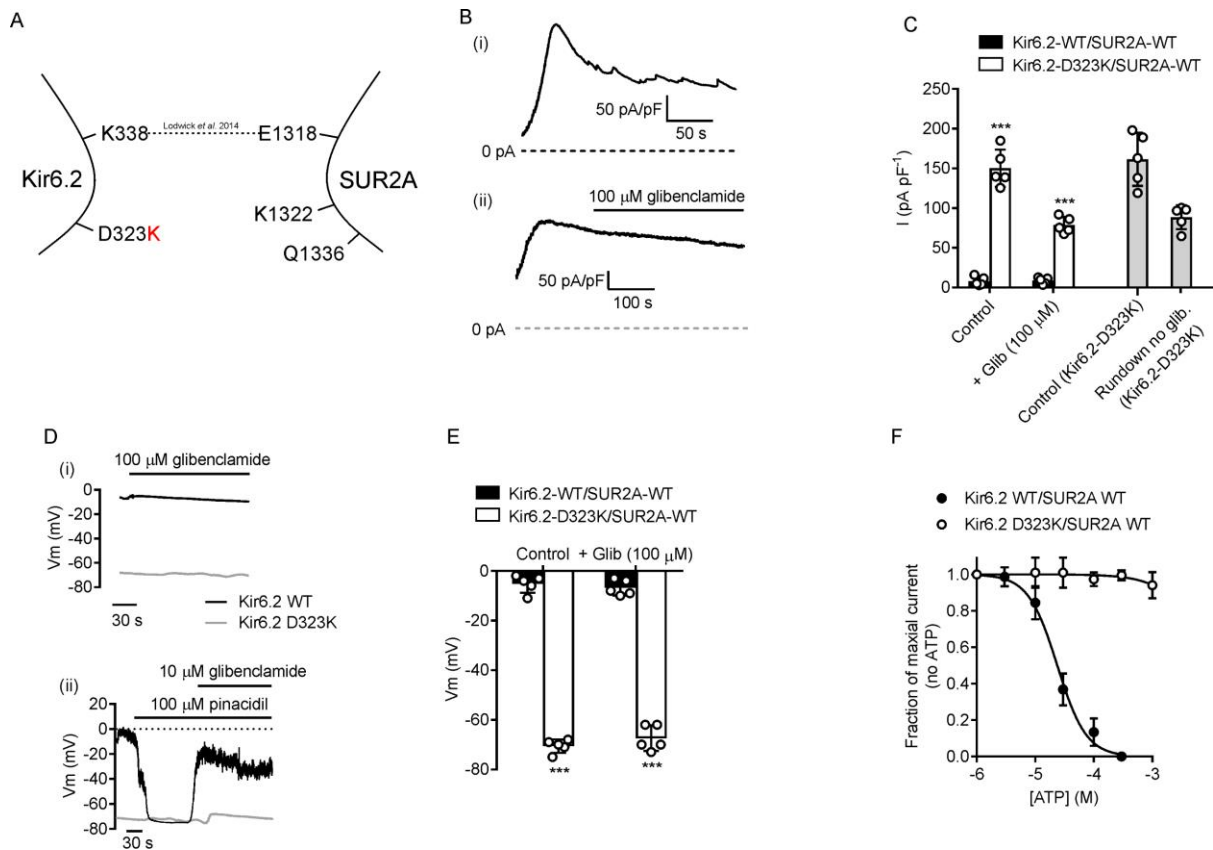 A
K338
Lodwick et al. 2014
E1318
Kir6.2
SUR2A
K1322
D323K
Q1336
B
(i)
50 pA/pF
50 s
0 pA
(ii)
100 μM glibenclamide
50 pA/pF
100 s
0 pA
C
Kir6.2-WT/SUR2A-WT
Kir6.2-D323K/SUR2A-WT
250
200
150
100
50
0
I (pA pF-1)
***
***
Control
+ Glib (100 μM)
Control (Kir6.2-D323K)
Rundown no glib.
(Kir6.2-D323K)
D
(i)
100 μM glibenclamide
0
-20
-40
-60
-80
Vm (mV)
30 s
Kir6.2 WT
Kir6.2 D323K
(ii)
10 μM glibenclamide
100 μM pinacidil
20
0
-20
-40
-60
-80
Vm (mV)
30 s
E
Kir6.2-WT/SUR2A-WT
Kir6.2-D323K/SUR2A-WT
Control + Glib (100 μM)
0
-20
-40
-60
-80
Vm (mV)
***
***
F
Kir6.2 WT/SUR2A WT
Kir6.2 D323K/SUR2A WT
1.0
0.8
0.6
0.4
0.2
0.0
Fraction of maxial current
(no ATP)
-6 -5 -4 -3
[ATP] (M)